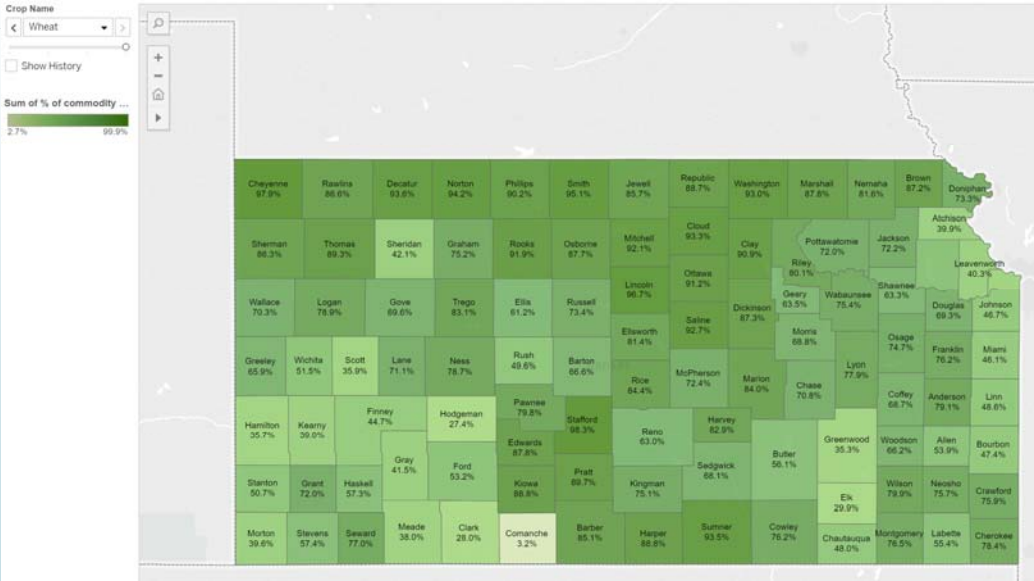 Crop Name
Wheat
Show History
Sum of % of commodity ...
2.7% 99.9%
Cheyenne
97.9%
Rawlins
86.6%
Decatur
93.6%
Norton
94.2%
Phillips
90.2%
Smith
95.1%
Jewell
85.7%
Republic
88.7%
Washington
93.0%
Marshall
87.8%
Nemaha
81.6%
Brown
87.2%
Doniphan
73.3%
Atchison
39.9%
Sherman
86.3%
Thomas
89.3%
Sheridan
42.1%
Graham
75.2%
Rooks
91.9%
Osborne
87.7%
Mitchell
92.1%
Cloud
93.3%
Clay
90.9%
Riley
80.1%
Pottawatomie
72.0%
Jackson
72.2%
Leavenworth
40.3%
Lincoln
96.7%
Ottawa
91.2%
Wallace
70.3%
Logan
78.9%
Gove
69.6%
Trego
83.1%
Ellis
61.2%
Russell
73.4%
Saline
92.7%
Dickinson
87.3%
Geary
63.5%
Wabaunsee
75.4%
Shawnee
63.3%
Douglas
69.3%
Johnson
46.7%
Ellsworth
81.4%
Morris
68.8%
Osage
74.7%
Franklin
76.2%
Miami
46.1%
Greeley
65.9%
Wichita
51.5%
Scott
35.9%
Lane
71.1%
Ness
78.7%
Rush
49.6%
Barton
66.6%
Rice
84.4%
McPherson
72.4%
Marion
84.0%
Chase
70.8%
Lyon
77.9%
Coffey
68.7%
Anderson
79.1%
Linn
48.6%
Hamilton
35.7%
Kearny
39.0%
Finney
44.7%
Hodgeman
27.4%
Pawnee
79.8%
Stafford
98.3%
Edwards
87.8%
Reno
63.0%
Harvey
82.9%
Butler
56.1%
Greenwood
35.3%
Woodson
66.2%
Allen
53.9%
Bourbon
47.4%
Gray
41.5%
Ford
53.2%
Sedgwick
68.1%
Stanton
50.7%
Grant
72.0%
Haskell
57.3%
Kiowa
88.8%
Pratt
89.7%
Kingman
75.1%
Elk
29.9%
Wilson
79.9%
Neosho
75.7%
Crawford
75.9%
Morton
39.6%
Stevens
57.4%
Seward
77.0%
Meade
38.0%
Clark
28.0%
Comanche
3.2%
Barber
85.1%
Harper
88.8%
Sumner
93.5%
Cowley
76.2%
Chautauqua
48.0%
Montgomery
76.5%
Labette
55.4%
Cherokee
78.4%